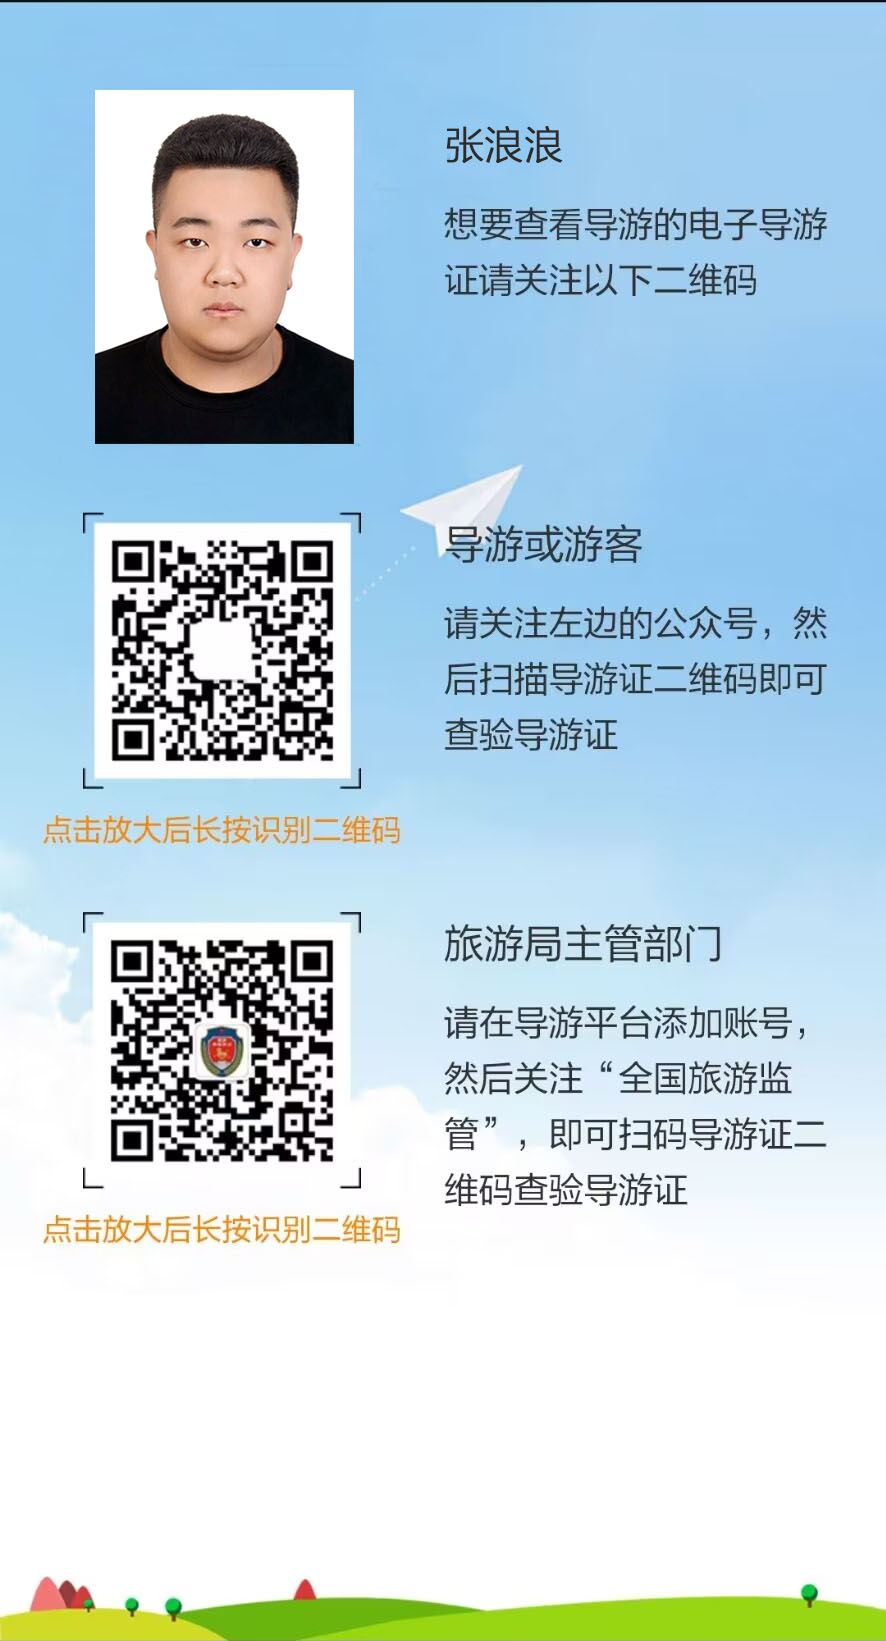 张浪浪
想要查看导游的电子导游
证请关注以下二维码
导游或游客
请关注左边的公众号，然
后扫描导游证二维码即可
查验导游证
点击放大后长按识别二维码
旅游局主管部门
请在导游平台添加账号，
然后关注“全国旅游监
管”，即可扫码导游证二
维码查验导游证
点击放大后长按识别二维码